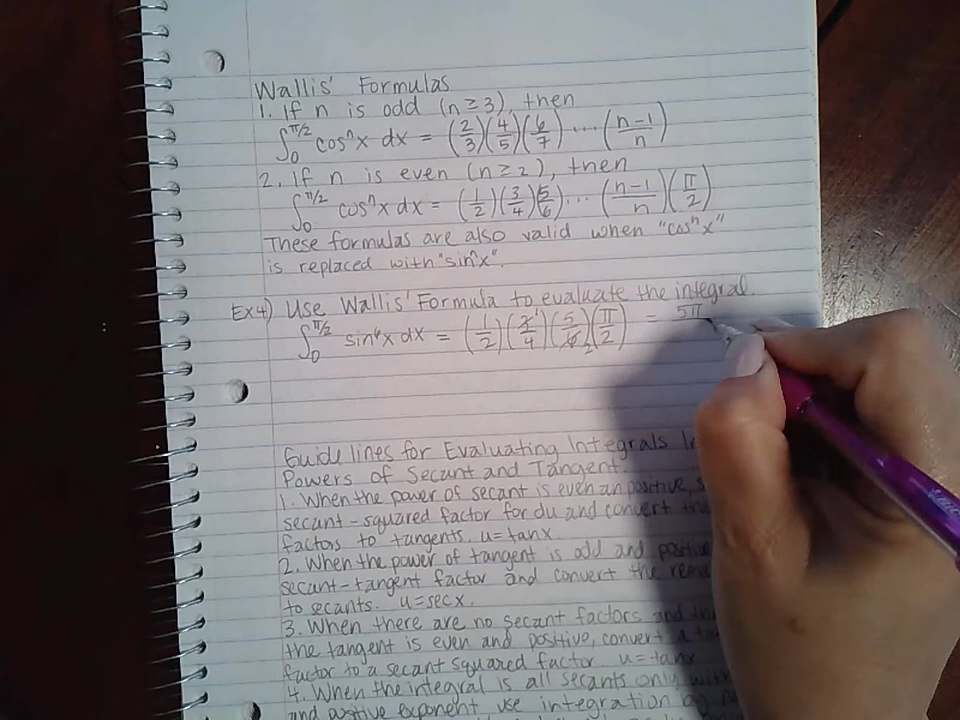 Wallis' Formulas
1. If n is odd (n ≥ 3), then
∫₀^π/2 cosⁿx dx = (2/3)(4/5)(6/7) ... (n-1/n)
2. If n is even (n ≥ 2), then
∫₀^π/2 cosⁿx dx = (1/2)(3/4)(5/6) ... (n-1/n)(π/2)
These formulas are also valid when "cosⁿx"
is replaced with "sinⁿx".
Ex4) Use Wallis' Formula to evaluate the integral.
∫₀^π/2 sin⁶x dx = (1/2)(3¹/4)(5/6₂)(π/2) = 5π
Guidelines for Evaluating Integrals
Powers of Secant and Tangent.
1. When the power of secant is even an positive,
secant-squared factor for du and convert
factors to tangents. u=tanx
2. When the power of tangent is odd and positive
secant-tangent factor and convert the
to secants. u=secx.
3. When there are no secant factors and
the tangent is even and positive, convert a
factor to a secant squared factor u=tanx
4. When the integral is all secants only
and positive exponent use integration